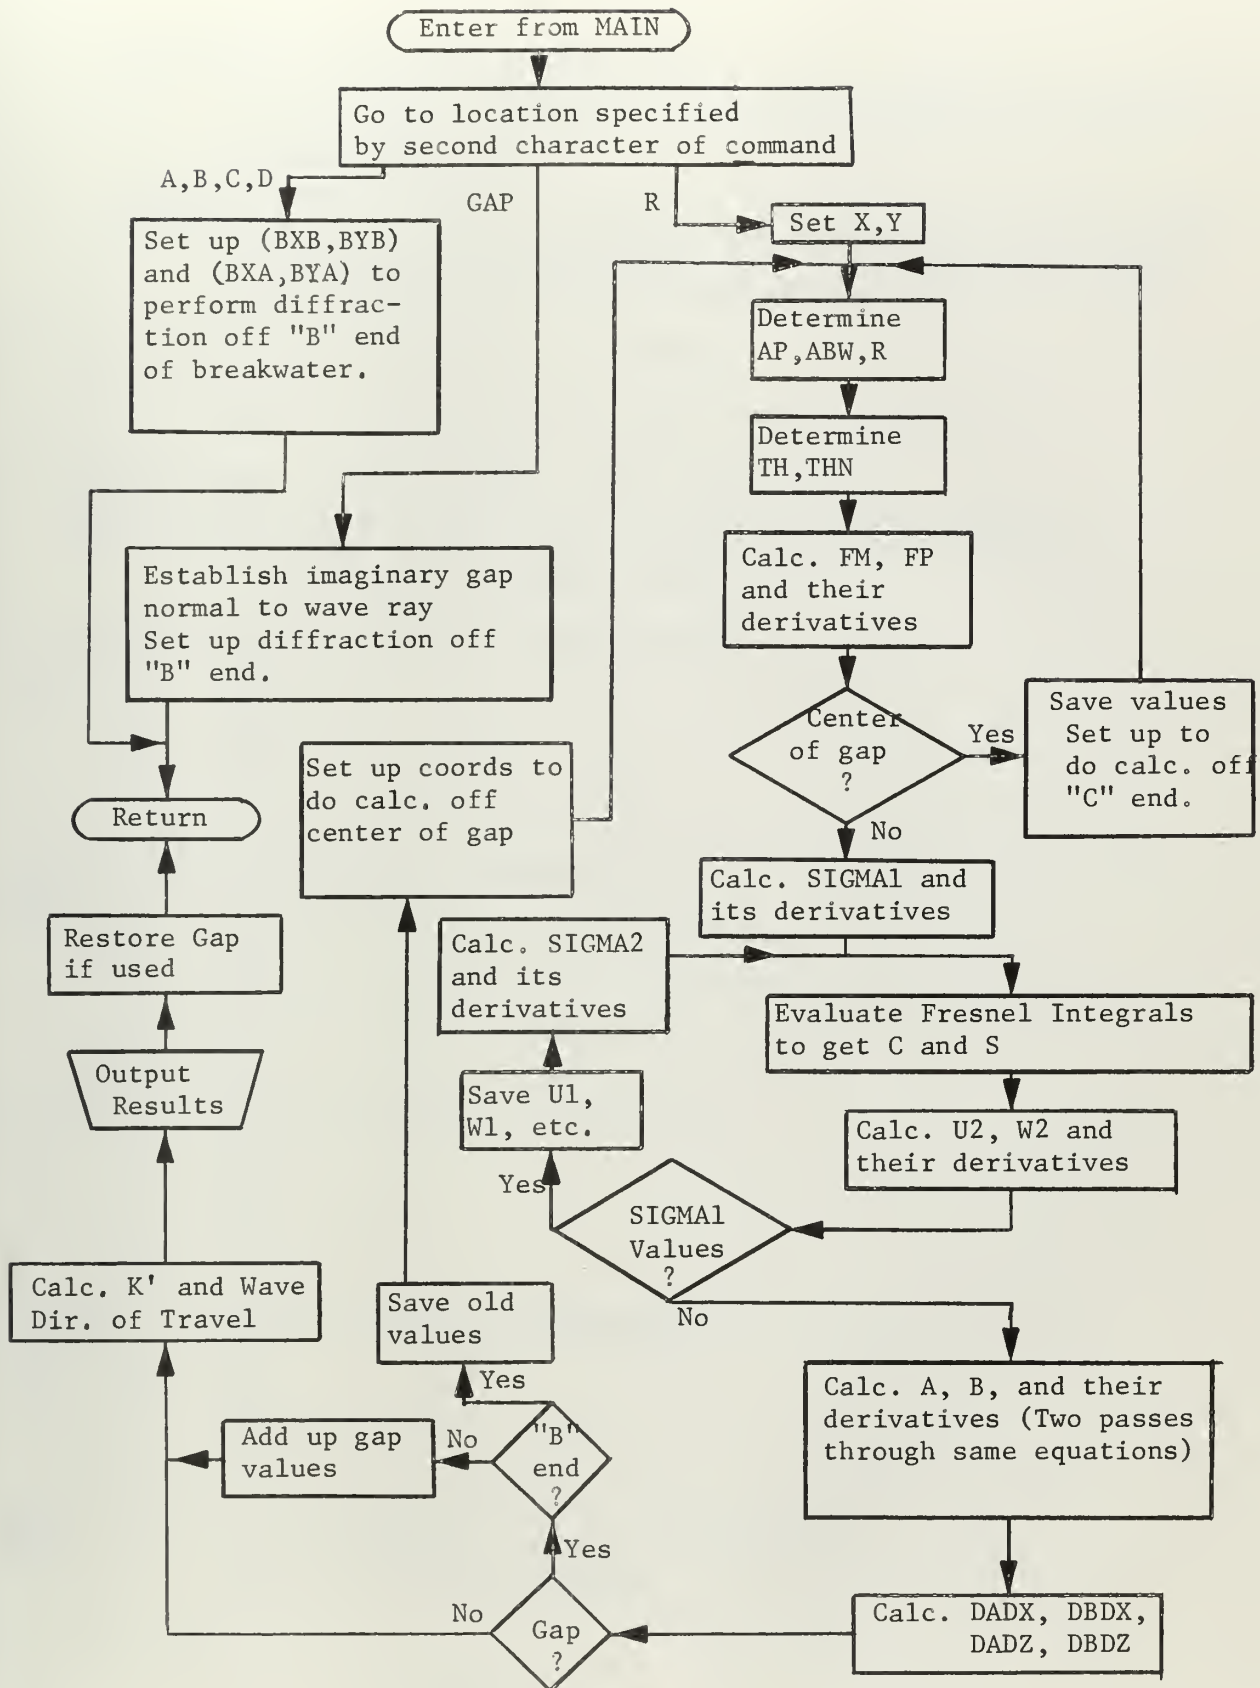 Enter from MAIN
Go to location specified
by second character of command
A,B,C,D
GAP
R
Set up (BXB,BYB)
and (BXA,BYA) to
perform diffrac-
tion off "B" end
of breakwater.
Set X,Y
Determine
AP,ABW,R
Determine
TH,THN
Calc. FM, FP
and their
derivatives
Establish imaginary gap
normal to wave ray
Set up diffraction off
"B" end.
Center
of gap
?
Yes
Save values
Set up to
do calc. off
"C" end.
No
Set up coords to
do calc. off
center of gap
Return
Calc. SIGMA1 and
its derivatives
Restore Gap
if used
Calc. SIGMA2
and its
derivatives
Evaluate Fresnel Integrals
to get C and S
Output
Results
Save U1,
W1, etc.
Calc. U2, W2 and
their derivatives
Yes
SIGMA1
Values
?
No
Calc. K' and Wave
Dir. of Travel
Save old
values
Yes
Calc. A, B, and their
derivatives (Two passes
through same equations)
Add up gap
values
No
"B"
end
?
Yes
No
Gap
?
Calc. DADX, DBDX,
DADZ, DBDZ